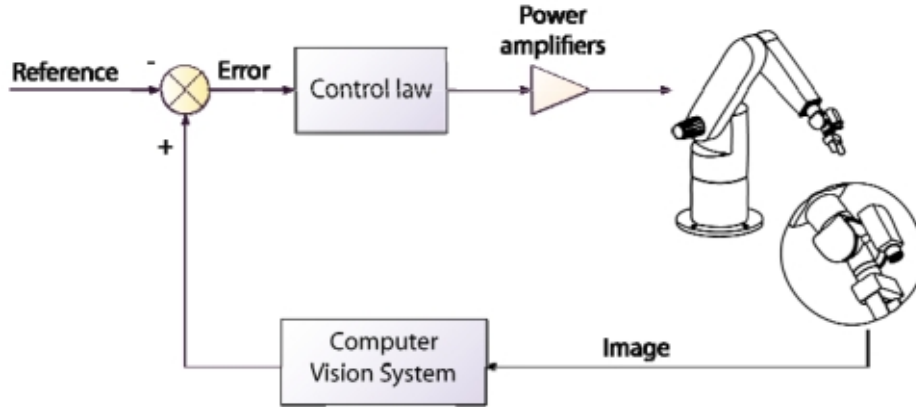 Power
amplifiers
Reference
-
Error
Control law
+
Computer
Vision System
Image